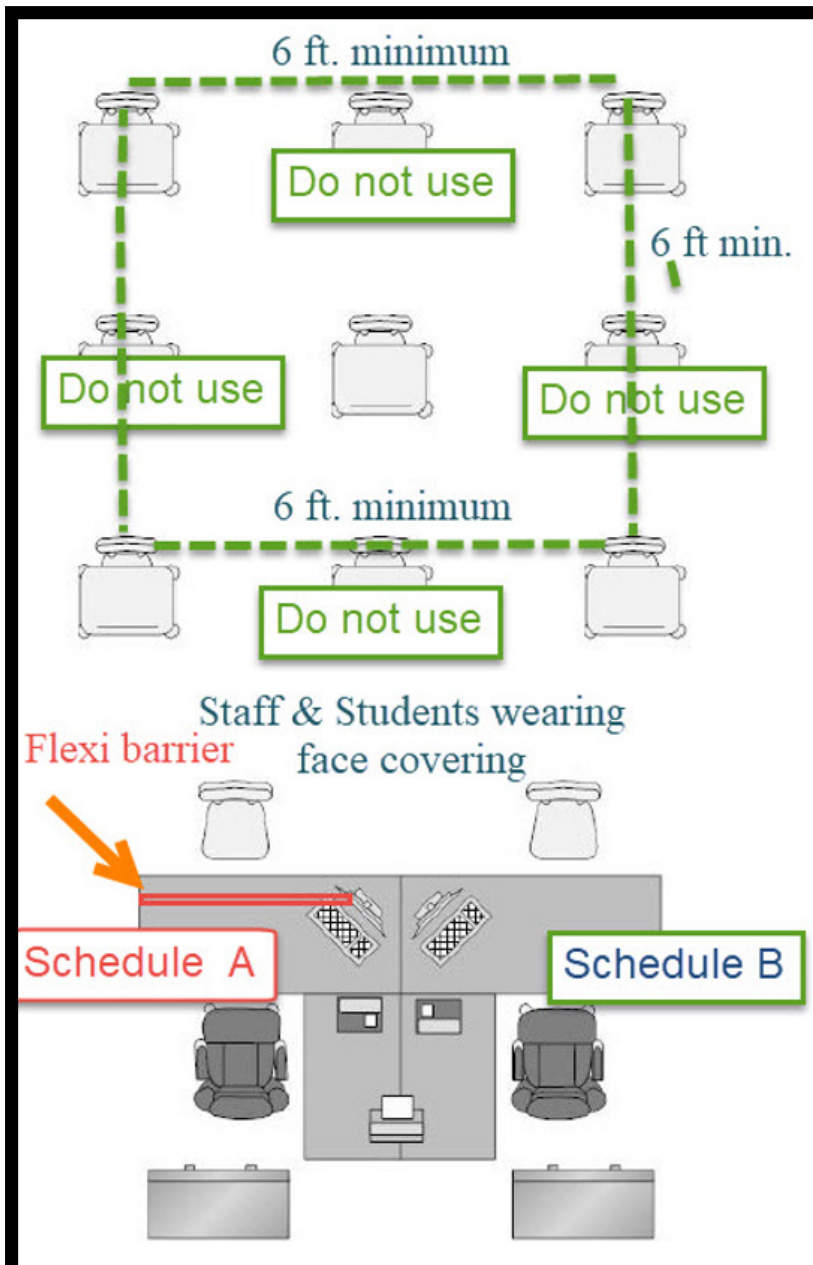 6 ft. minimum
Do not use
6 ft min.
Do not use
Do not use
6 ft. minimum
Do not use
Staff & Students wearing
face covering
Flexi barrier
Schedule A
Schedule B